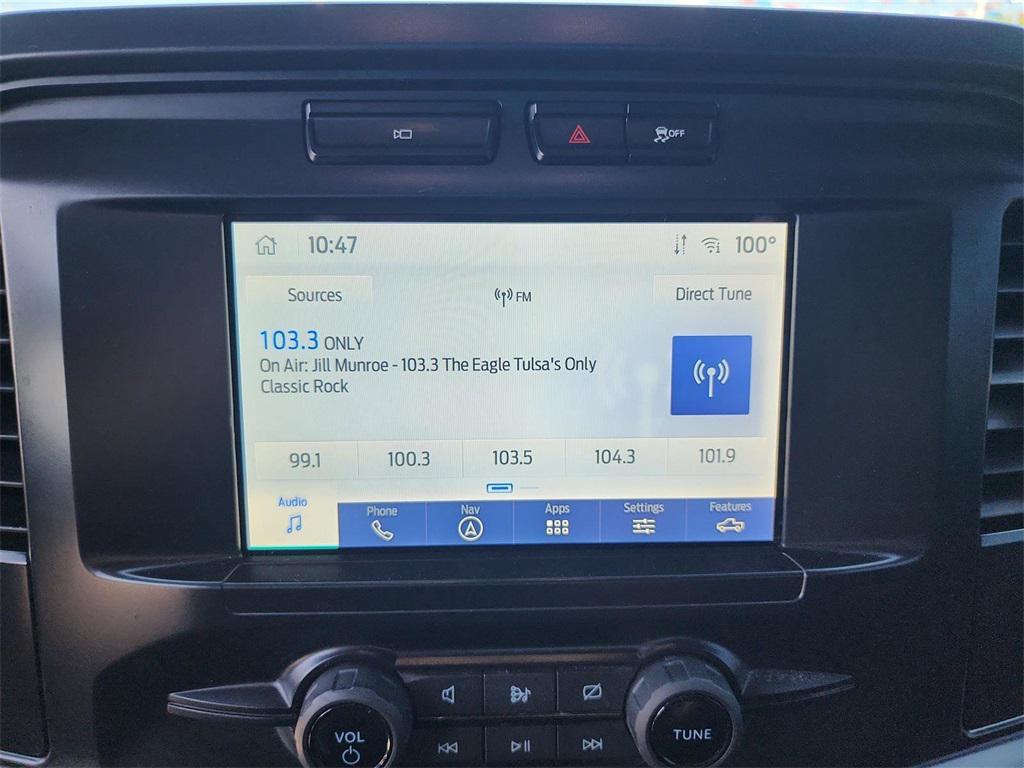 OFF
10:47 100°
Sources FM Direct Tune
103.3 ONLY
On Air: Jill Munroe - 103.3 The Eagle Tulsa's Only
Classic Rock
99.1 100.3 103.5 104.3 101.9
Audio Phone Nav Apps Settings Features
VOL TUNE